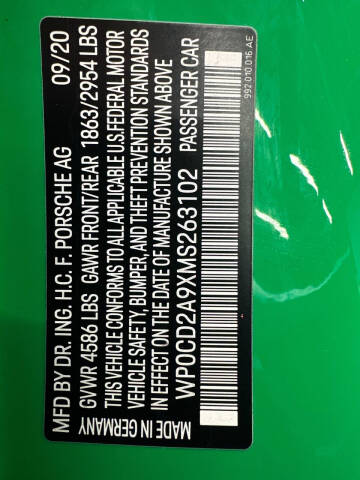 MFD BY DR. ING. H.C. F. PORSCHE AG 09/20
GVWR 4586 LBS GAWR FRONT/REAR 1863/2954 LBS
THIS VEHICLE CONFORMS TO ALL APPLICABLE U.S. FEDERAL MOTOR
VEHICLE SAFETY, BUMPER, AND THEFT PREVENTION STANDARDS
IN EFFECT ON THE DATE OF MANUFACTURE SHOWN ABOVE
WP0CD2A9XMS263102 PASSENGER CAR
MADE IN GERMANY
992.010.016.AE